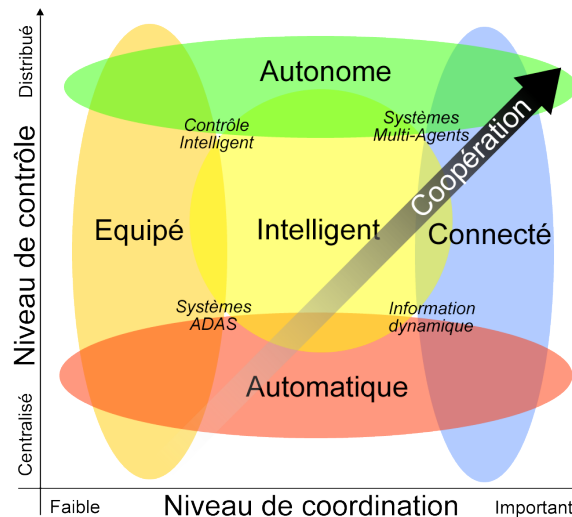 Distribué
Niveau de contrôle
Centralisé
Autonome
Contrôle
Intelligent
Systèmes
Multi-Agents
Coopération
Equipé
Intelligent
Connecté
Systèmes
ADAS
Information
dynamique
Automatique
Faible
Niveau de coordination
Important